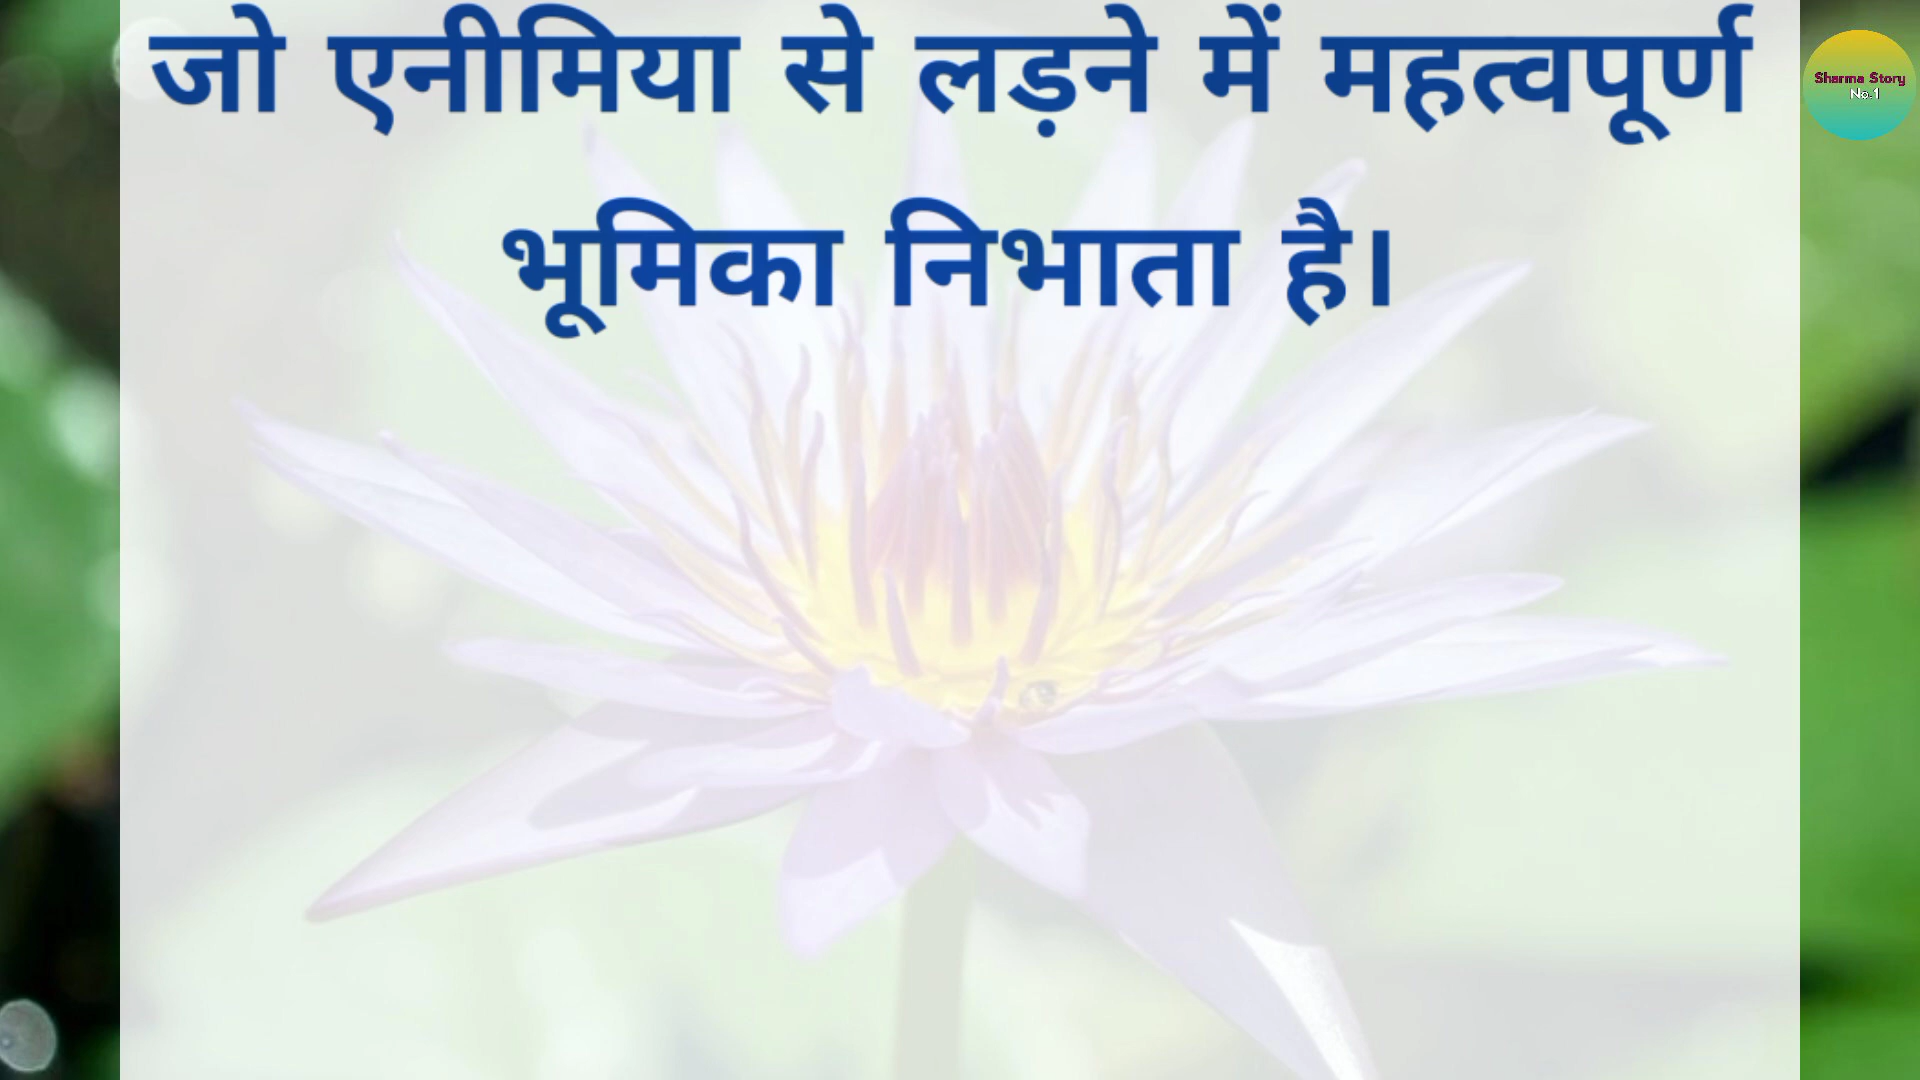 जो एनीमिया से लड़ने में महत्वपूर्ण
भूमिका निभाता है।
Sharma Story
No.1